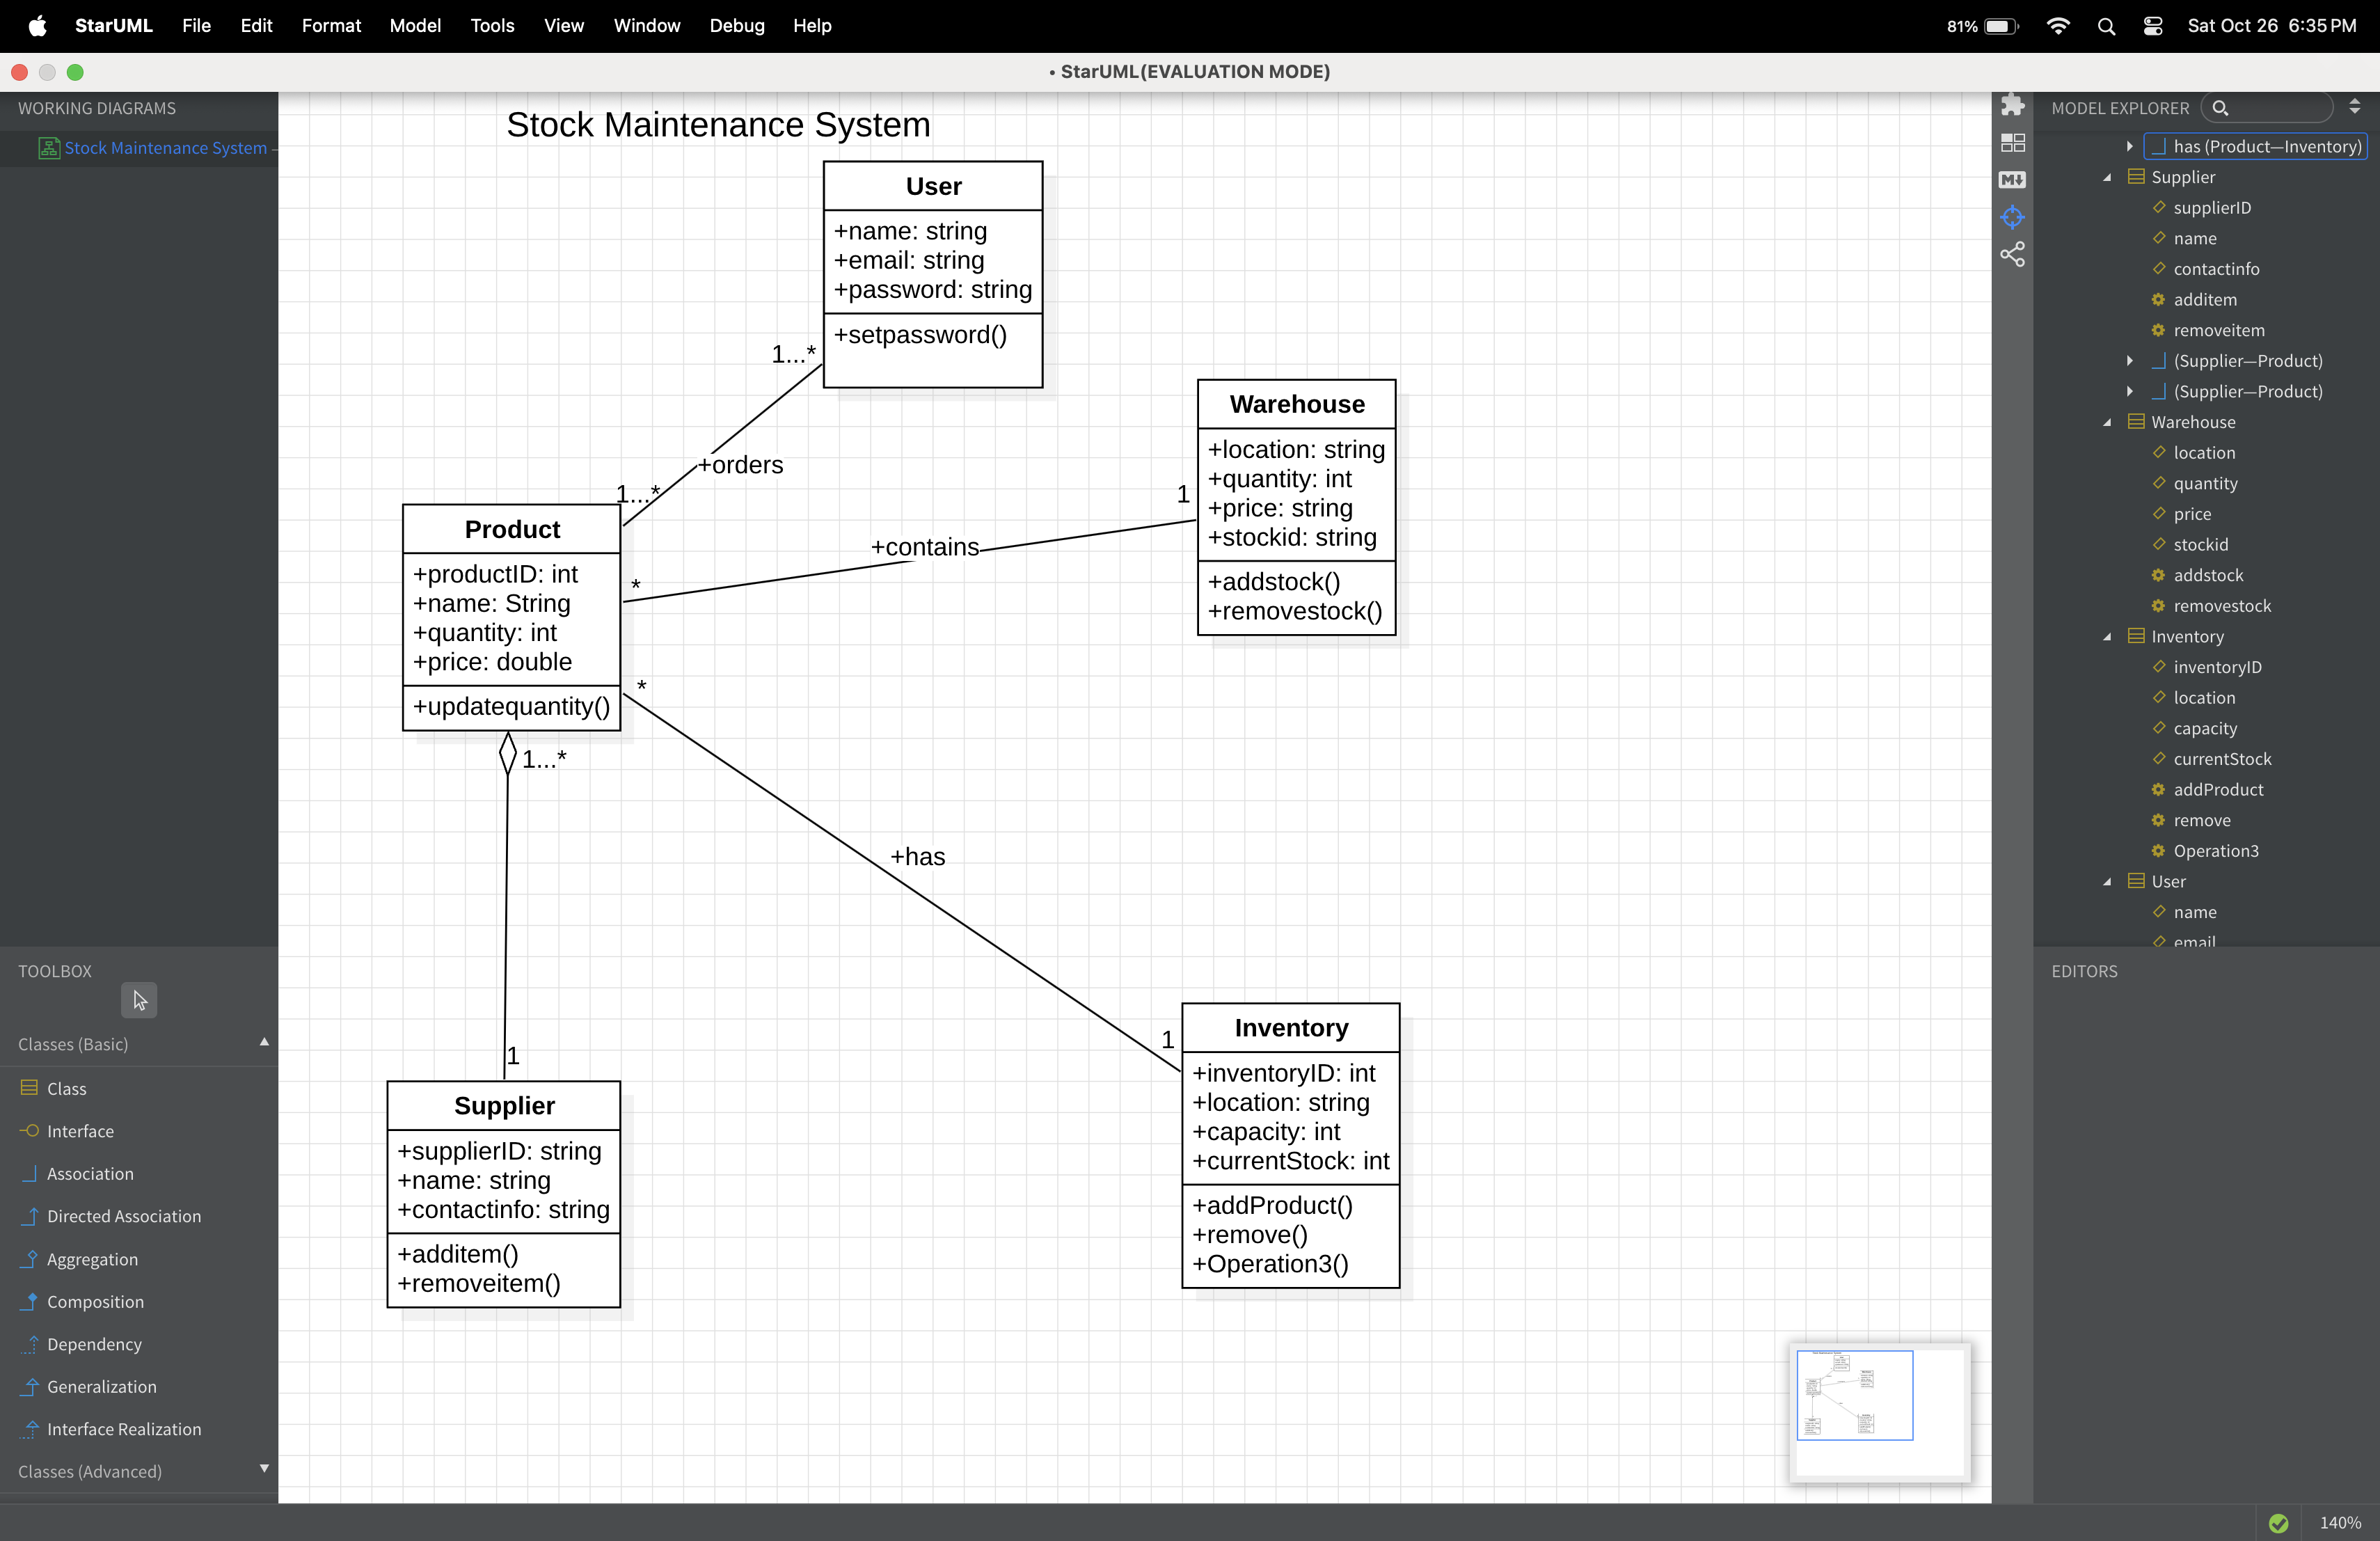 StarUML File Edit Format Model Tools View Window Debug Help 81% Sat Oct 26 6:35 PM
• StarUML(EVALUATION MODE)
WORKING DIAGRAMS
Stock Maintenance System –
Stock Maintenance System
User
+name: string
+email: string
+password: string
+setpassword()
1...*
+orders
1...*
Warehouse
+location: string
+quantity: int
+price: string
+stockid: string
+addstock()
+removestock()
1
+contains
*
Product
+productID: int
+name: String
+quantity: int
+price: double
+updatequantity()
*
1...*
+has
1
1
Supplier
+supplierID: string
+name: string
+contactinfo: string
+additem()
+removeitem()
Inventory
+inventoryID: int
+location: string
+capacity: int
+currentStock: int
+addProduct()
+remove()
+Operation3()
TOOLBOX
Classes (Basic)
Class
Interface
Association
Directed Association
Aggregation
Composition
Dependency
Generalization
Interface Realization
Classes (Advanced)
M
MODEL EXPLORER
has (Product—Inventory)
Supplier
supplierID
name
contactinfo
additem
removeitem
(Supplier—Product)
(Supplier—Product)
Warehouse
location
quantity
price
stockid
addstock
removestock
Inventory
inventoryID
location
capacity
currentStock
addProduct
remove
Operation3
User
name
email
EDITORS
140%